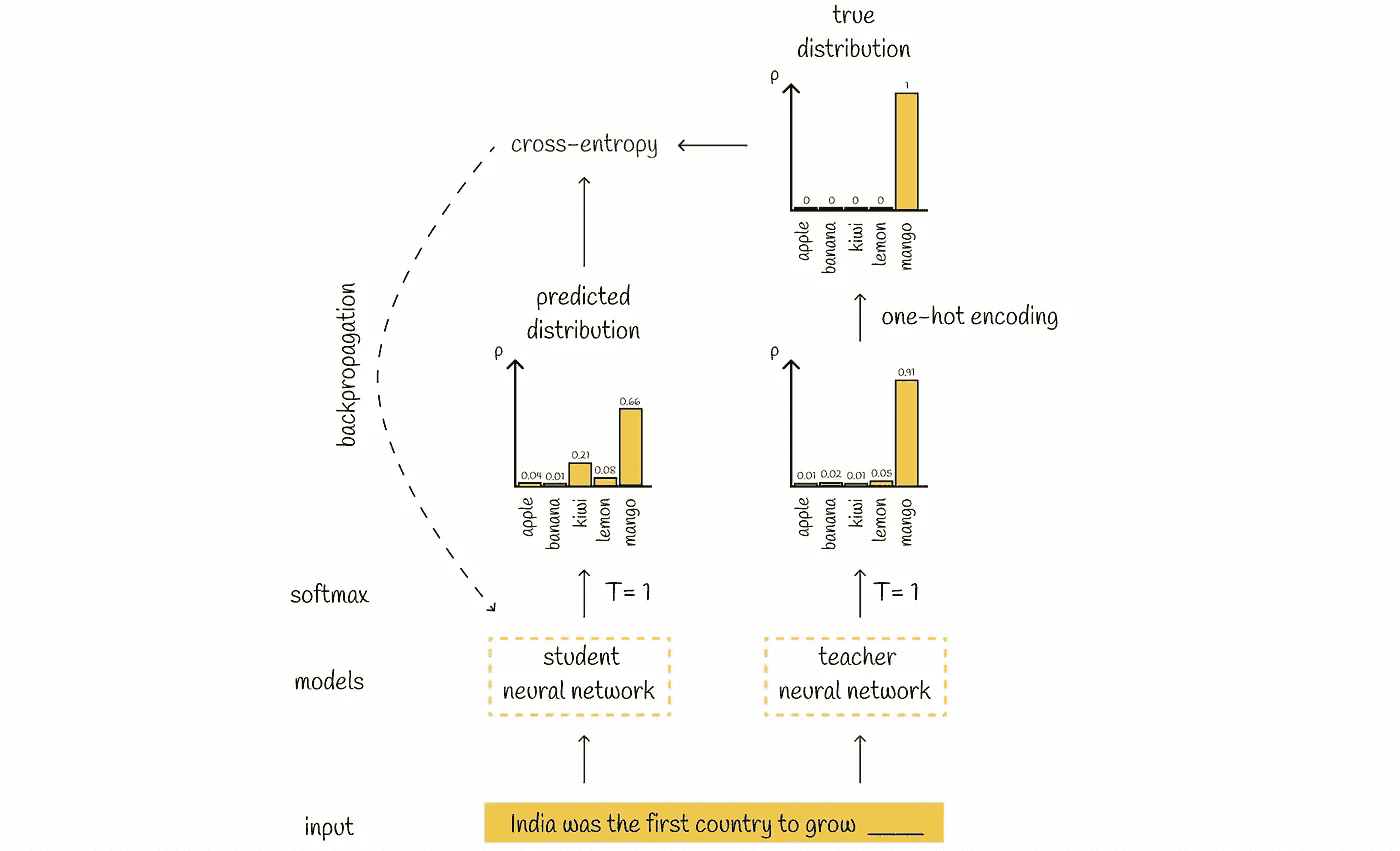 true
distribution
ρ
1
0 0 0 0
apple
banana
kiwi
lemon
mango
cross-entropy
one-hot encoding
backpropagation
predicted
distribution
ρ
0.04 0.01 0.21 0.08 0.66
apple
banana
kiwi
lemon
mango
ρ
0.01 0.02 0.01 0.05 0.91
apple
banana
kiwi
lemon
mango
softmax
T= 1
T= 1
models
student
neural network
teacher
neural network
input
India was the first country to grow _____